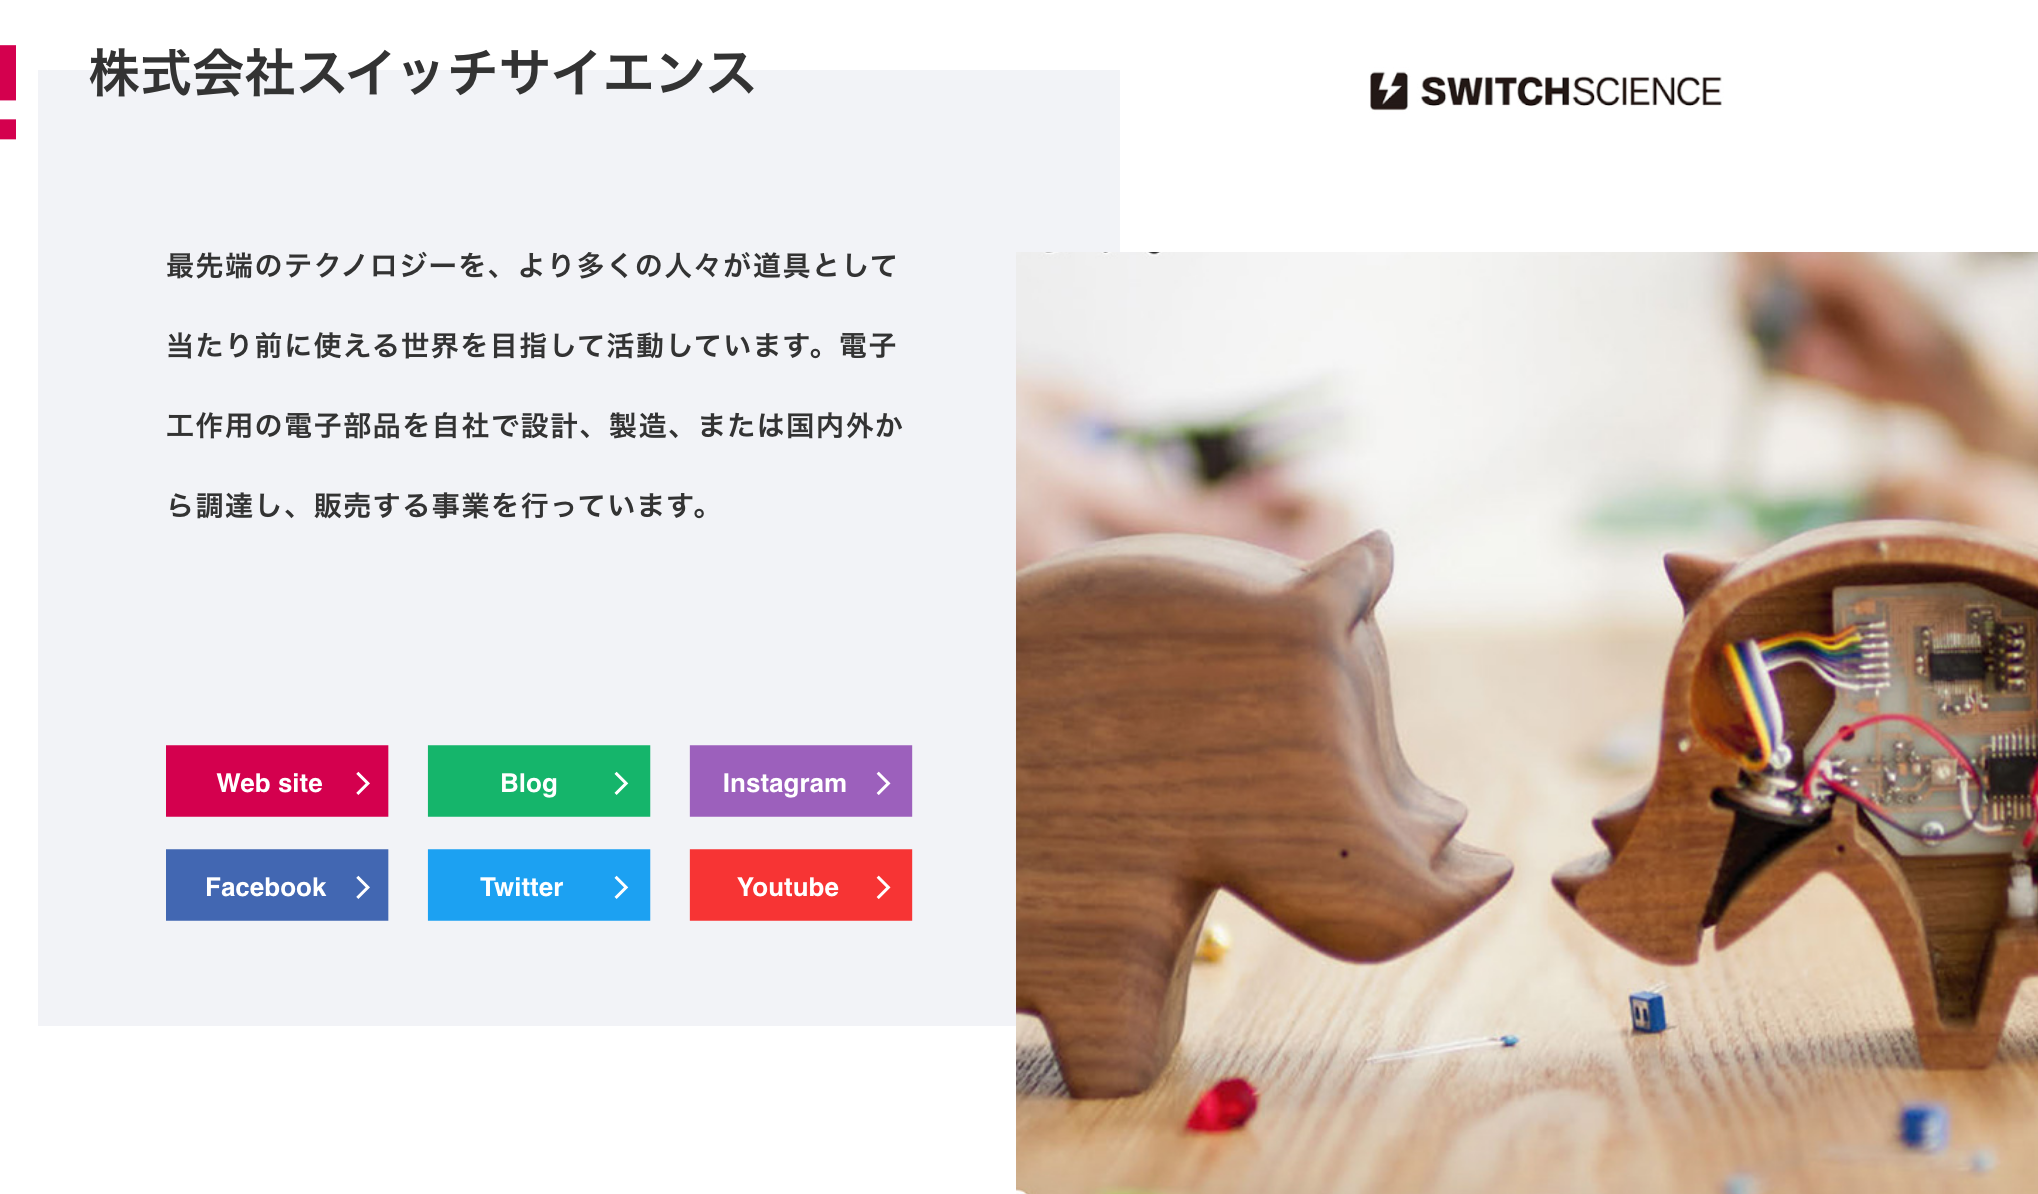 株式会社スイッチサイエンス
SWITCHSCIENCE
最先端のテクノロジーを、より多くの人々が道具として
当たり前に使える世界を目指して活動しています。電子
工作用の電子部品を自社で設計、製造、または国内外か
ら調達し、販売する事業を行っています。
Web site
Blog
Instagram
Facebook
Twitter
Youtube